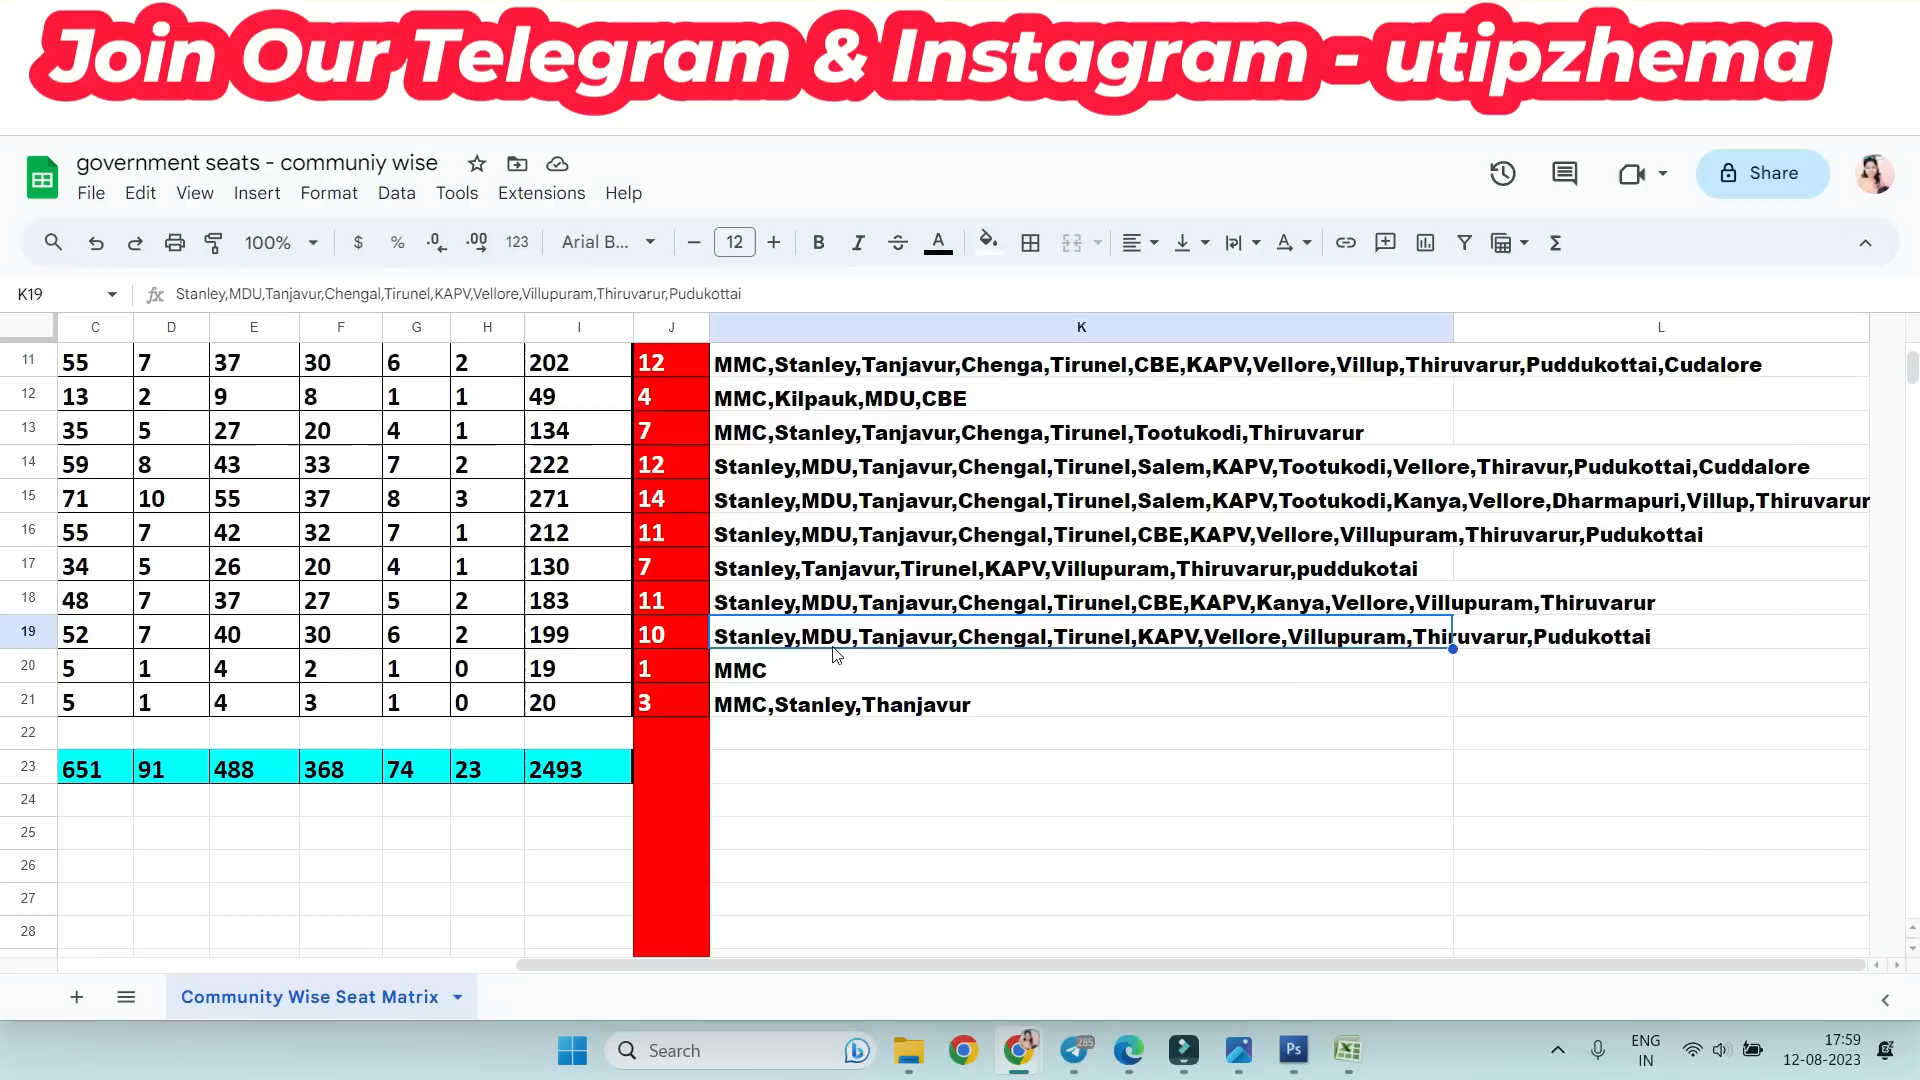 Join Our Telegram & Instagram - utipzhema
government seats - communiy wise
Share
File Edit View Insert Format Data Tools Extensions Help
100% $ % .0 .00 123 Arial B... 12 B I A
K19 fx Stanley,MDU,Tanjavur,Chengal,Tirunel,KAPV,Vellore,Villupuram,Thiruvarur,Pudukottai
C D E F G H I J K L
11 55 7 37 30 6 2 202 12 MMC,Stanley,Tanjavur,Chenga,Tirunel,CBE,KAPV,Vellore,Villup,Thiruvarur,Puddukottai,Cudalore
12 13 2 9 8 1 1 49 4 MMC,Kilpauk,MDU,CBE
13 35 5 27 20 4 1 134 7 MMC,Stanley,Tanjavur,Chenga,Tirunel,Tootukodi,Thiruvarur
14 59 8 43 33 7 2 222 12 Stanley,MDU,Tanjavur,Chengal,Tirunel,Salem,KAPV,Tootukodi,Vellore,Thiravur,Pudukottai,Cuddalore
15 71 10 55 37 8 3 271 14 Stanley,MDU,Tanjavur,Chengal,Tirunel,Salem,KAPV,Tootukodi,Kanya,Vellore,Dharmapuri,Villup,Thiruvarur
16 55 7 42 32 7 1 212 11 Stanley,MDU,Tanjavur,Chengal,Tirunel,CBE,KAPV,Vellore,Villupuram,Thiruvarur,Pudukottai
17 34 5 26 20 4 1 130 7 Stanley,Tanjavur,Tirunel,KAPV,Villupuram,Thiruvarur,puddukotai
18 48 7 37 27 5 2 183 11 Stanley,MDU,Tanjavur,Chengal,Tirunel,CBE,KAPV,Kanya,Vellore,Villupuram,Thiruvarur
19 52 7 40 30 6 2 199 10 Stanley,MDU,Tanjavur,Chengal,Tirunel,KAPV,Vellore,Villupuram,Thiruvarur,Pudukottai
20 5 1 4 2 1 0 19 1 MMC
21 5 1 4 3 1 0 20 3 MMC,Stanley,Thanjavur
22
23 651 91 488 368 74 23 2493
24
25
26
27
28
Community Wise Seat Matrix
Search 285 Ps ENG 17:59
IN 12-08-2023